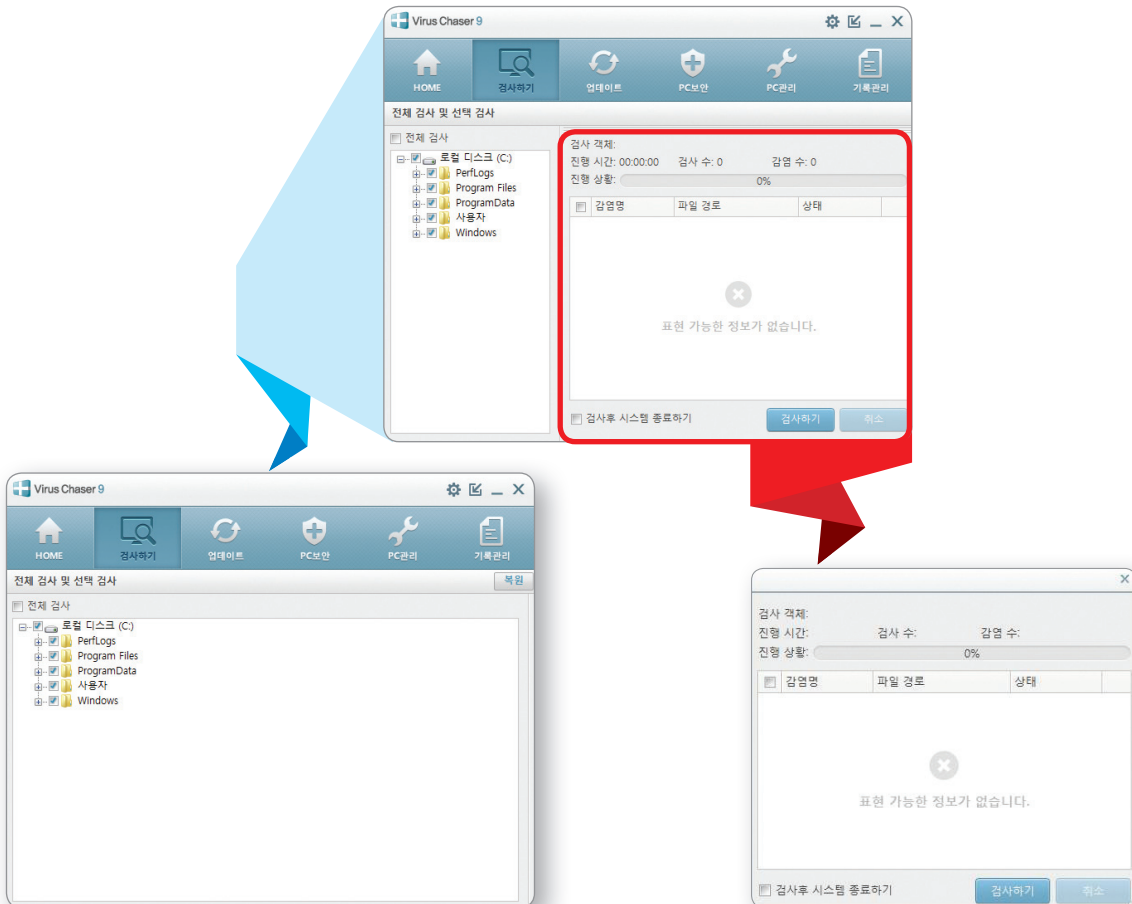 Virus Chaser 9
HOME 검사하기 업데이트 PC보안 PC관리 기록관리
전체 검사 및 선택 검사
전체 검사
로컬 디스크 (C:)
PerfLogs
Program Files
ProgramData
사용자
Windows
검사 객체:
진행 시간: 00:00:00 검사 수: 0 감염 수: 0
진행 상황: 0%
감염명 파일 경로 상태
표현 가능한 정보가 없습니다.
검사후 시스템 종료하기 검사하기 취소
Virus Chaser 9
HOME 검사하기 업데이트 PC보안 PC관리 기록관리
전체 검사 및 선택 검사 복원
전체 검사
로컬 디스크 (C:)
PerfLogs
Program Files
ProgramData
사용자
Windows
검사 객체:
진행 시간: 검사 수: 감염 수:
진행 상황: 0%
감염명 파일 경로 상태
표현 가능한 정보가 없습니다.
검사후 시스템 종료하기 검사하기 취소